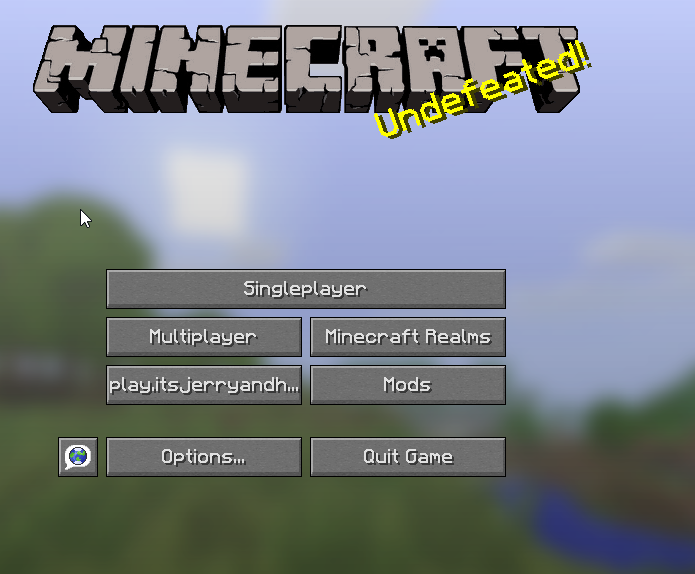 MINECRAFT
Undefeated!
Singleplayer
Multiplayer
Minecraft Realms
play.itsjerryandh...
Mods
Options...
Quit Game